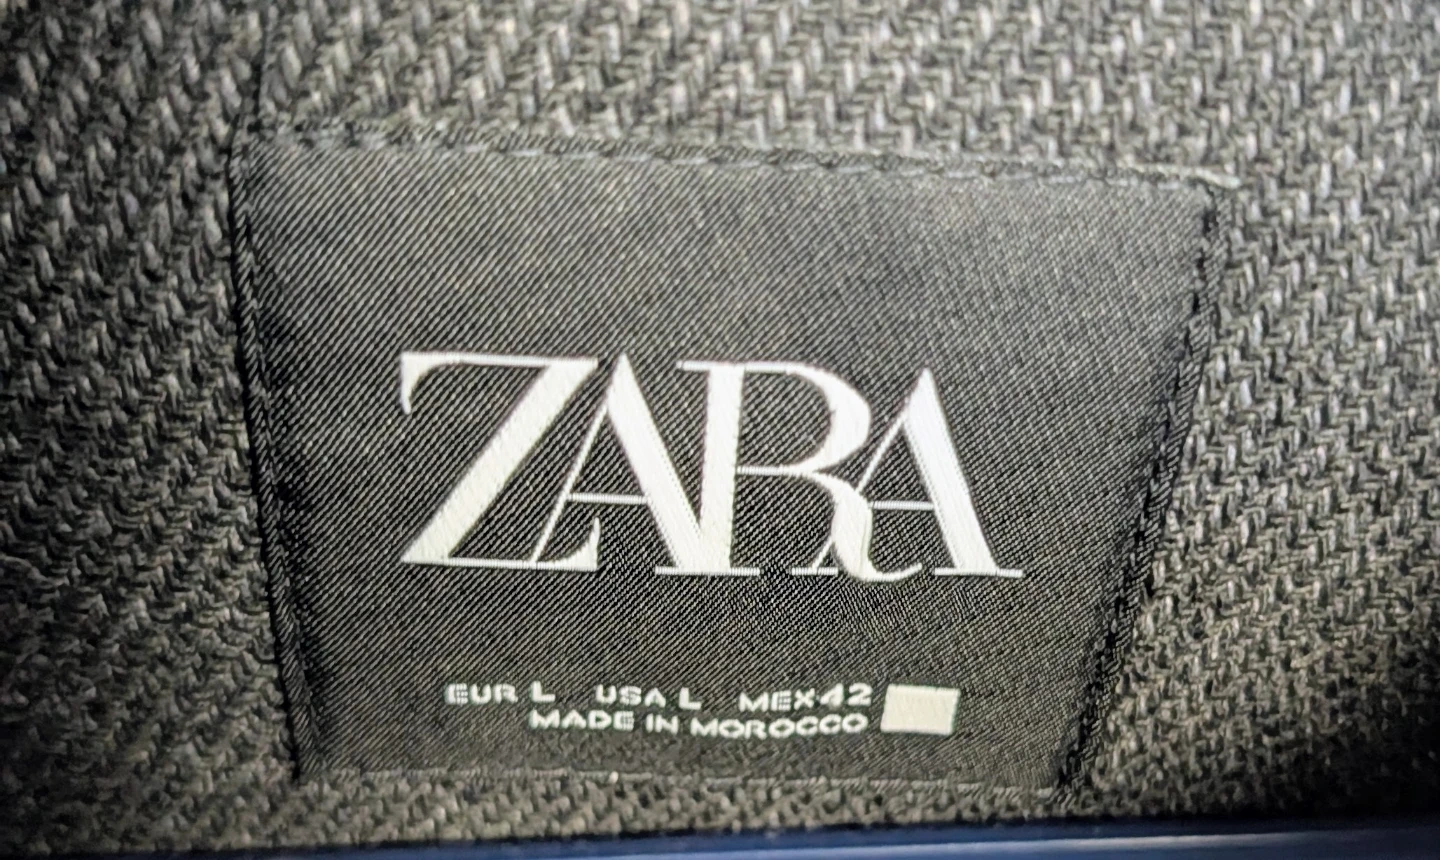 ZARA
EUR L USA L MEX 42
MADE IN MOROCCO